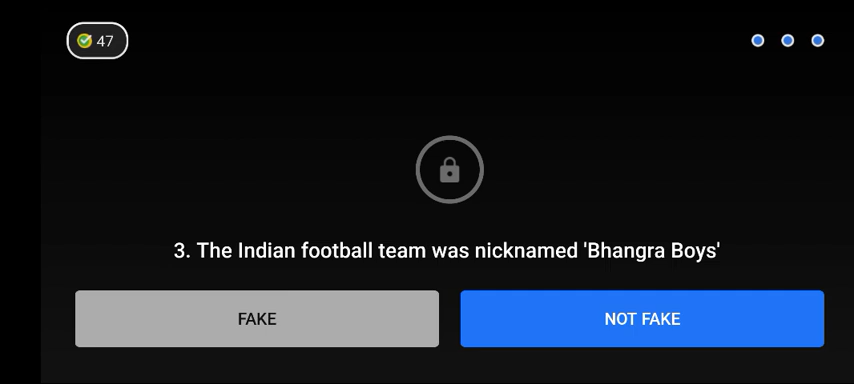 47
3. The Indian football team was nicknamed 'Bhangra Boys'
FAKE
NOT FAKE